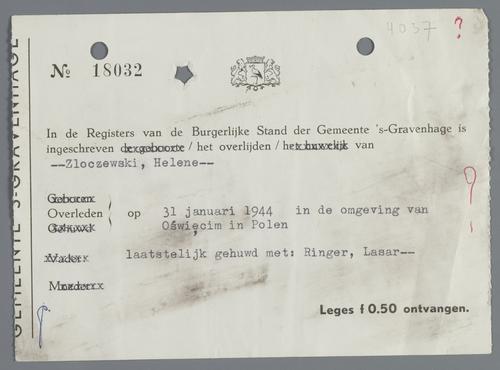 4037 ?
GEMEENTE 'S-GRAVENHAGE
No 18032
In de Registers van de Burgerlijke Stand der Gemeente 's-Gravenhage is
ingeschreven de geboorte / het overlijden / het huwelijk van
--Zloczewski, Helene--
Geboren
Overleden op 31 januari 1944 in de omgeving van
Gehuwd Oświęcim in Polen
Vader laatstelijk gehuwd met: Ringer, Lasar--
Moeder
Leges f 0.50 ontvangen.